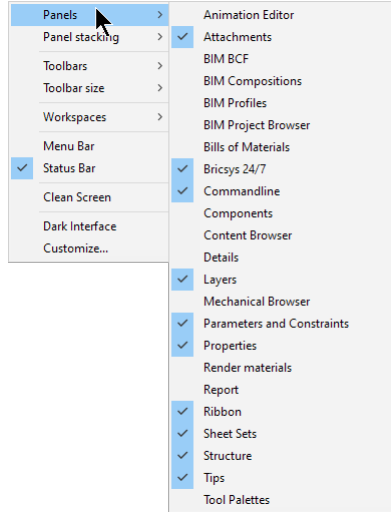 Panels
Panel stacking
Toolbars
Toolbar size
Workspaces
Menu Bar
Status Bar
Clean Screen
Dark Interface
Customize...
Animation Editor
Attachments
BIM BCF
BIM Compositions
BIM Profiles
BIM Project Browser
Bills of Materials
Bricsys 24/7
Commandline
Components
Content Browser
Details
Layers
Mechanical Browser
Parameters and Constraints
Properties
Render materials
Report
Ribbon
Sheet Sets
Structure
Tips
Tool Palettes